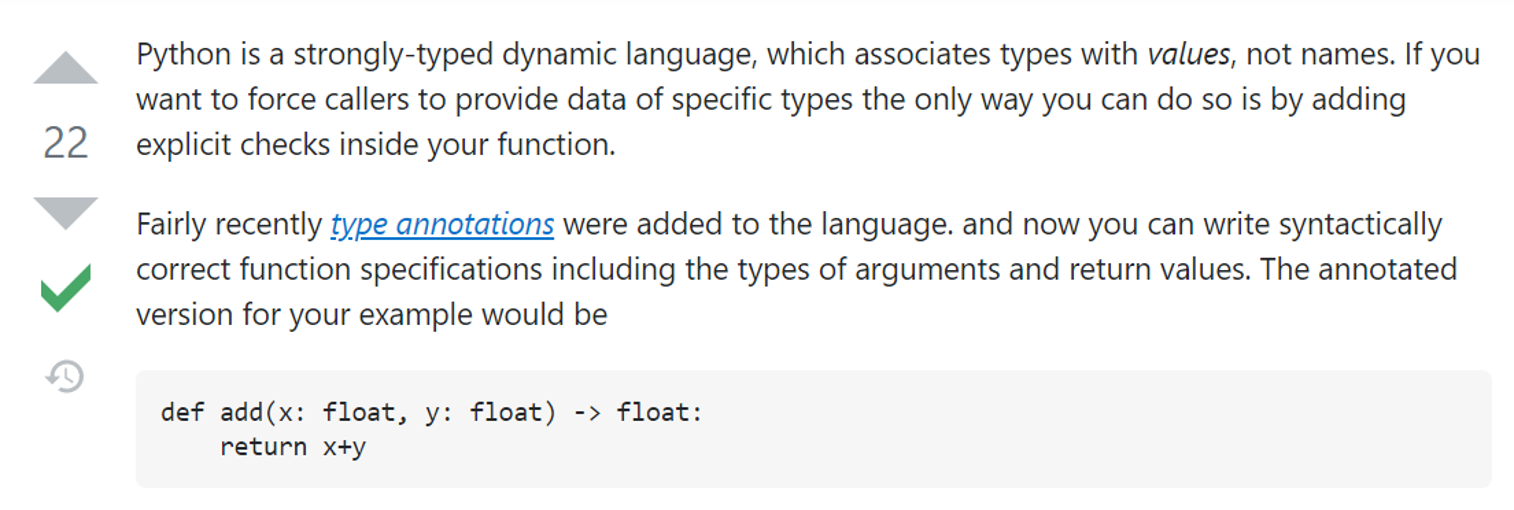 Python is a strongly-typed dynamic language, which associates types with values, not names. If you
want to force callers to provide data of specific types the only way you can do so is by adding
explicit checks inside your function.
22
Fairly recently type annotations were added to the language. and now you can write syntactically
correct function specifications including the types of arguments and return values. The annotated
version for your example would be
def add(x: float, y: float) -> float:
    return x+y